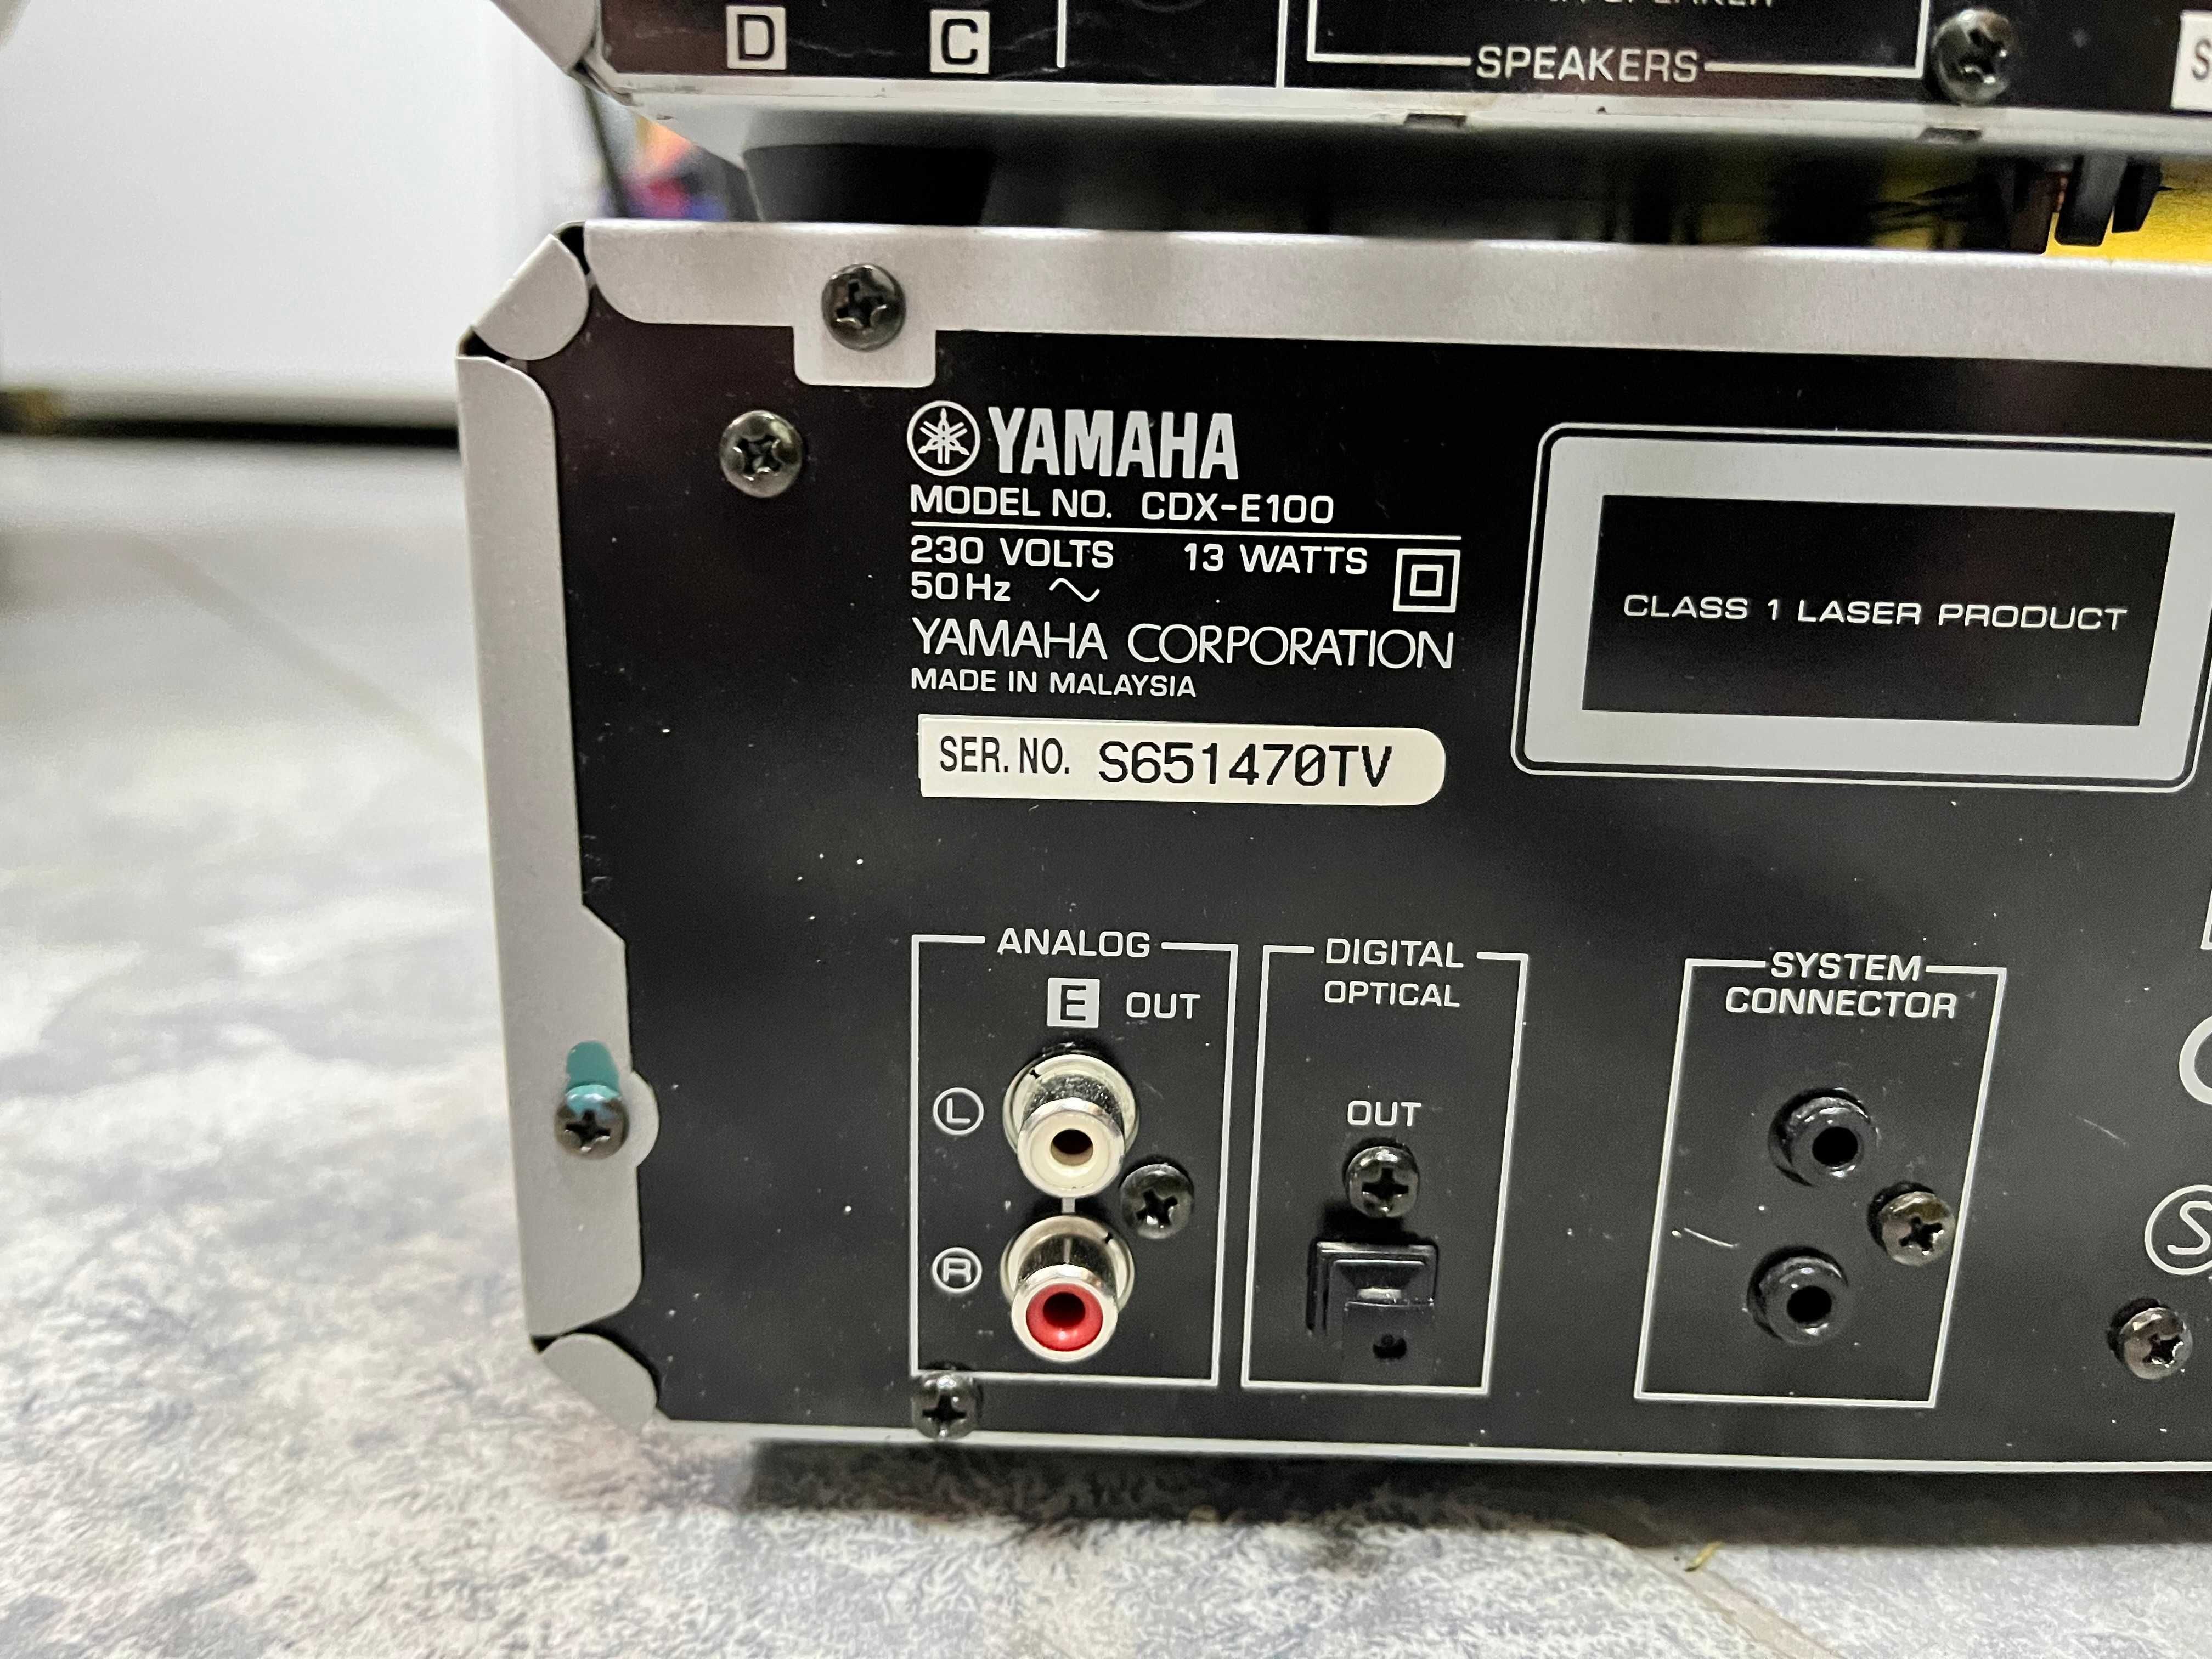 D C
SPEAKER
SPEAKERS
YAMAHA
MODEL NO. CDX-E100
230 VOLTS 13 WATTS
50Hz
YAMAHA CORPORATION
MADE IN MALAYSIA
SER. NO. S651470TV
CLASS 1 LASER PRODUCT
ANALOG
E OUT
L
R
DIGITAL
OPTICAL
OUT
SYSTEM
CONNECTOR
S